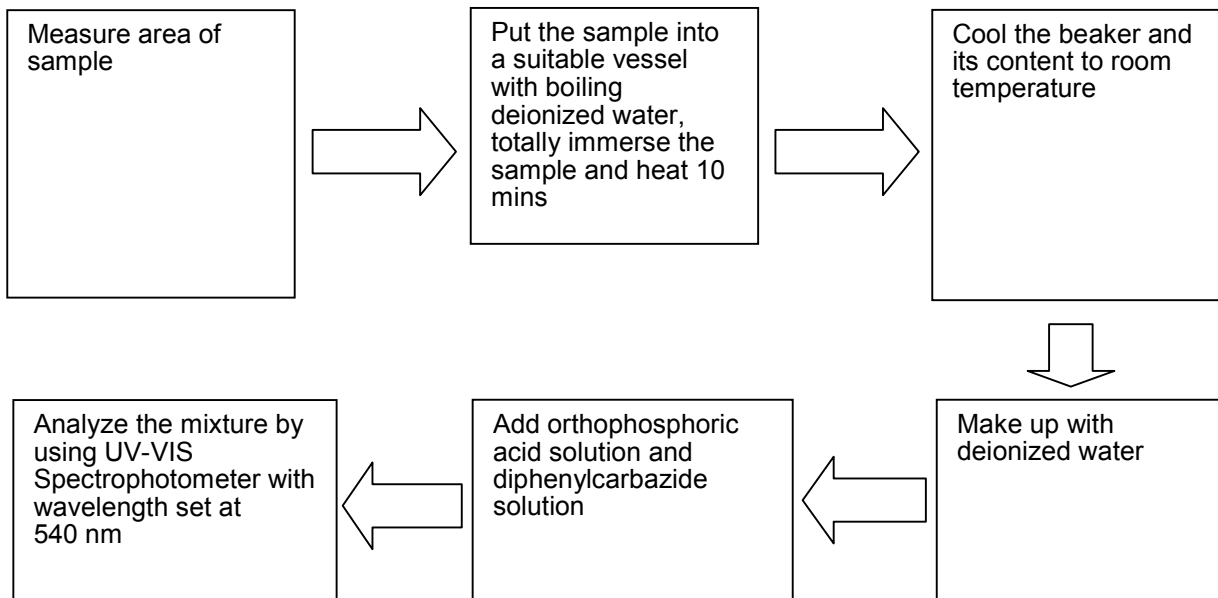 Measure area of
sample
Put the sample into
a suitable vessel
with boiling
deionized water,
totally immerse the
sample and heat 10
mins
Cool the beaker and
its content to room
temperature
Make up with
deionized water
Add orthophosphoric
acid solution and
diphenylcarbazide
solution
Analyze the mixture by
using UV-VIS
Spectrophotometer with
wavelength set at
540 nm